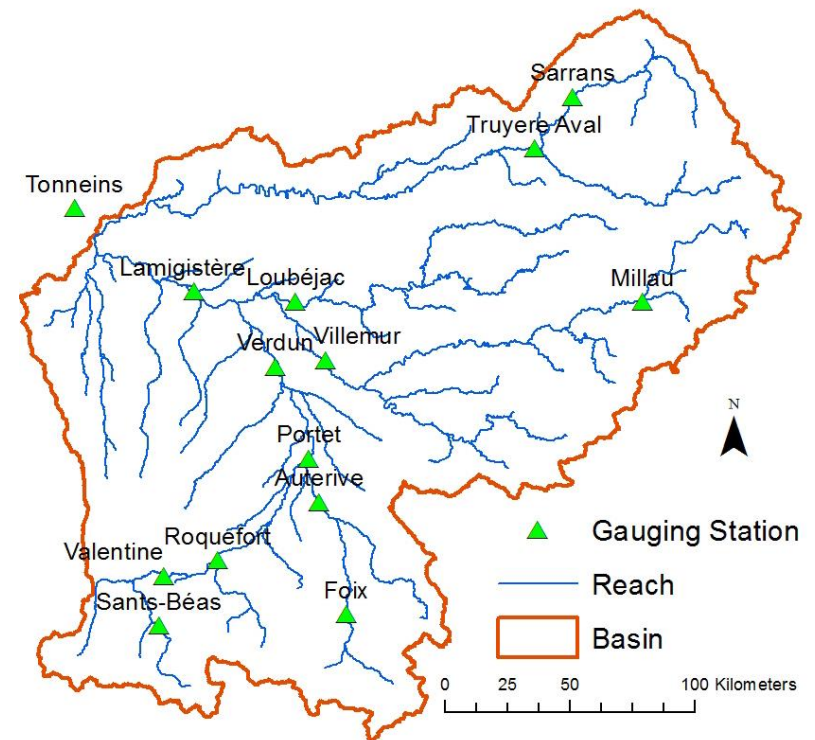 Sarrans
Truyere Aval
Tonneins
Lamigistère
Loubéjac
Millau
Verdun
Villemur
N
Portet
Auterive
Gauging Station
Roquefort
Valentine
Reach
Foix
Sants-Béas
Basin
0 25 50 100 Kilometers